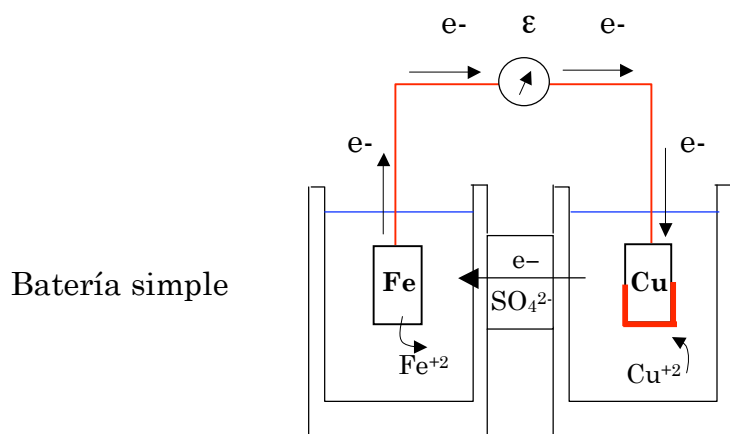 e- ε e-
e- e-
Batería simple
Fe e– Cu
SO₄²⁻
Fe⁺² Cu⁺²